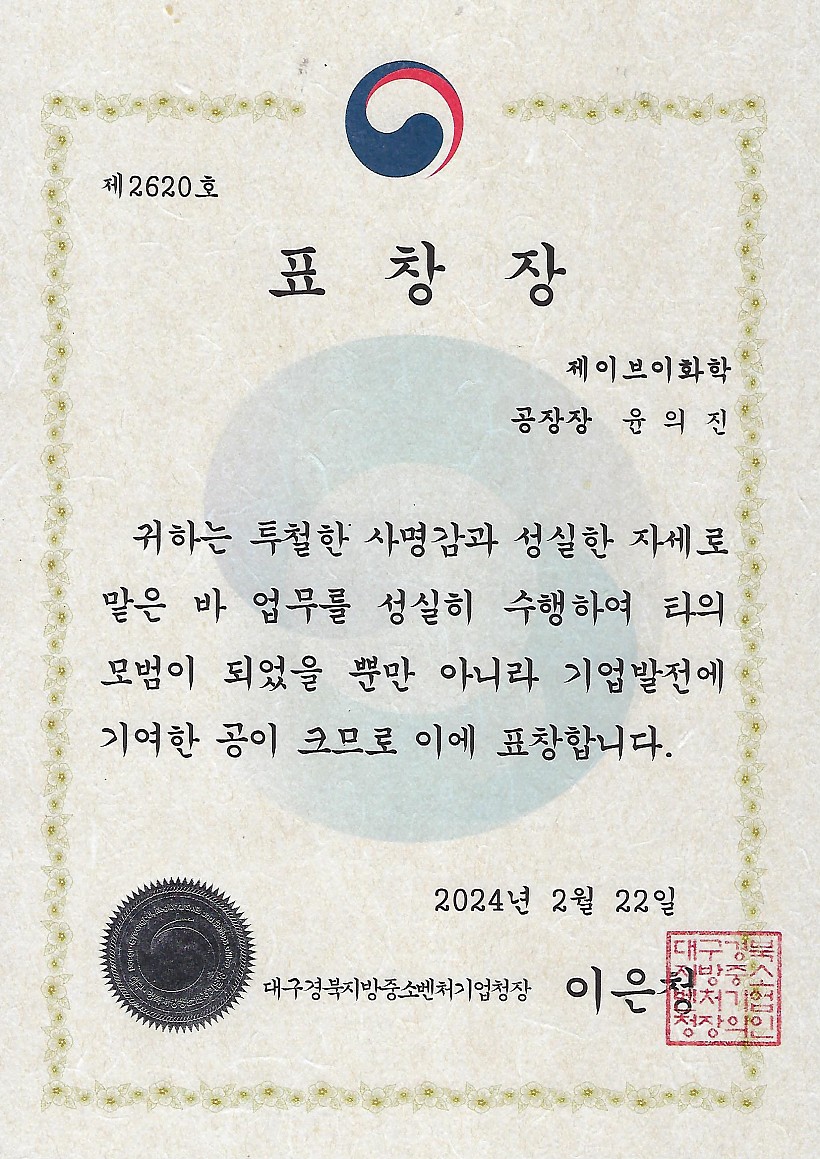 제2620호
표 창 장
제이브이화학
공장장 윤 의 진
귀하는 투철한 사명감과 성실한 자세로
맡은 바 업무를 성실히 수행하여 타의
모범이 되었을 뿐만 아니라 기업발전에
기여한 공이 크므로 이에 표창합니다.
2024년 2월 22일
대구경북지방중소벤처기업청장 이은청
대구경북
지방중소
벤처기업
청장의인